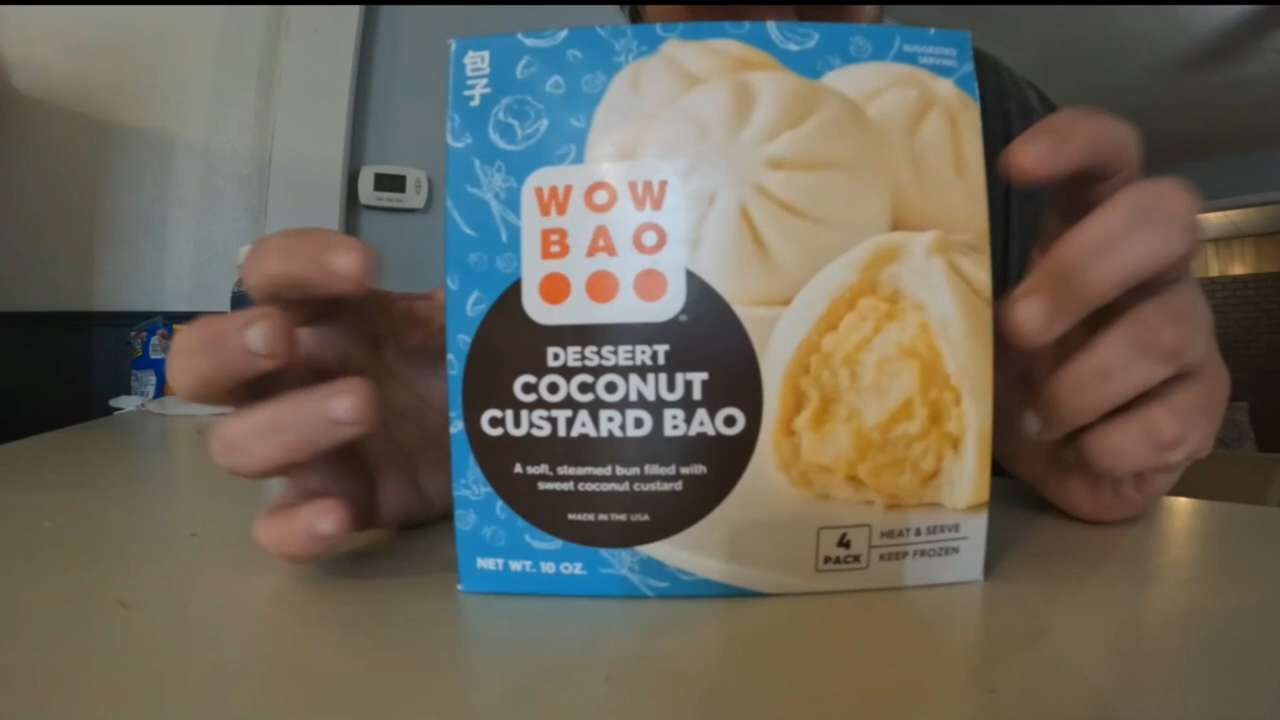 包子
SUGGESTED
SERVING
WOW
BAO
DESSERT
COCONUT
CUSTARD BAO
A soft, steamed bun filled with
sweet coconut custard
MADE IN THE USA
NET WT. 10 OZ.
4
PACK
HEAT & SERVE
KEEP FROZEN